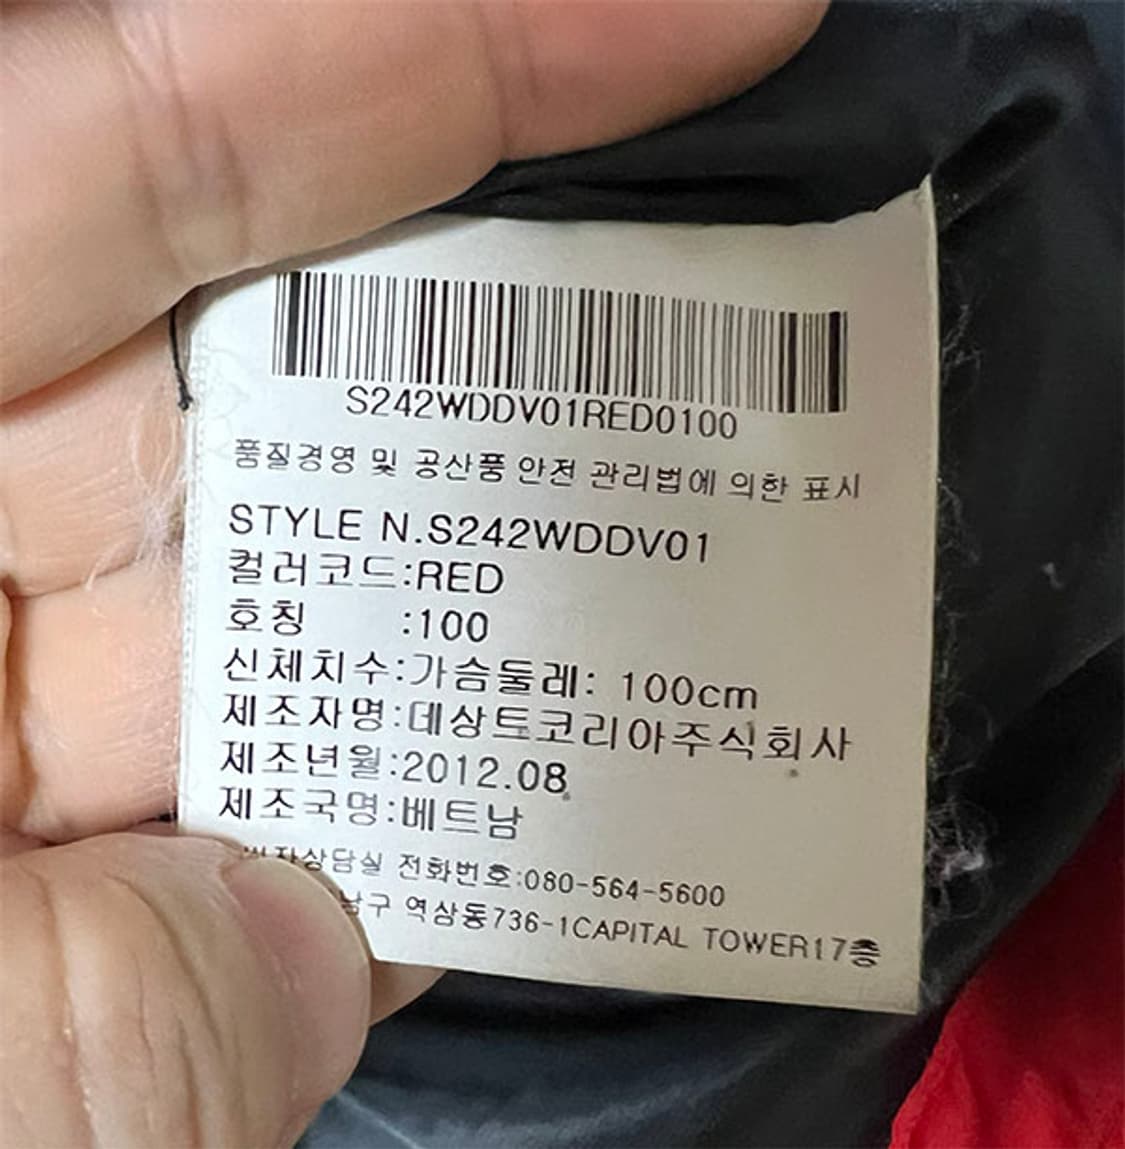 S242WDDV01RED0100
품질경영 및 공산품 안전 관리법에 의한 표시
STYLE N.S242WDDV01
컬러코드:RED
호칭 :100
신체치수:가슴둘레: 100cm
제조자명:데상트코리아주식회사
제조년월:2012.08
제조국명:베트남
전화번호:080-564-5600
역삼동736-1CAPITAL TOWER17층